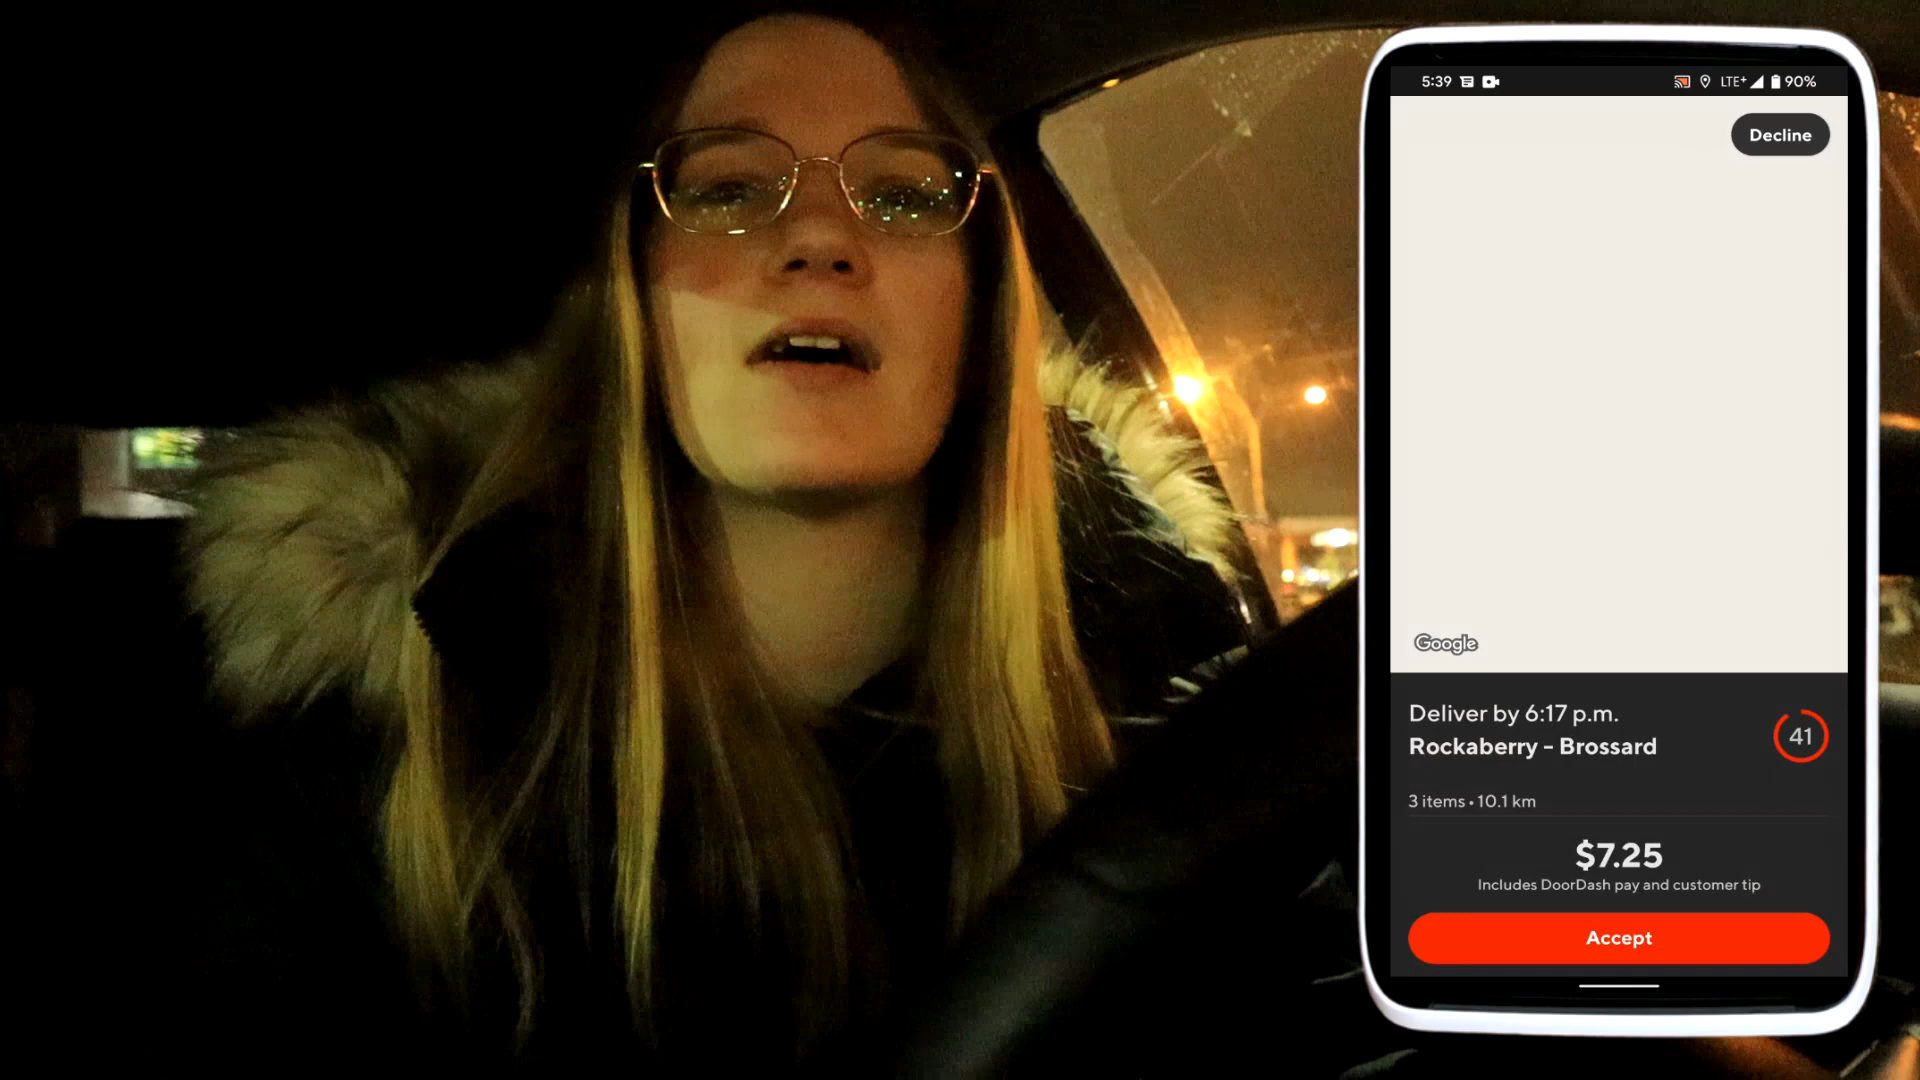 5:39 LTE+ 90%
Decline
Google
Deliver by 6:17 p.m.
Rockaberry - Brossard
41
3 items • 10.1 km
$7.25
Includes DoorDash pay and customer tip
Accept